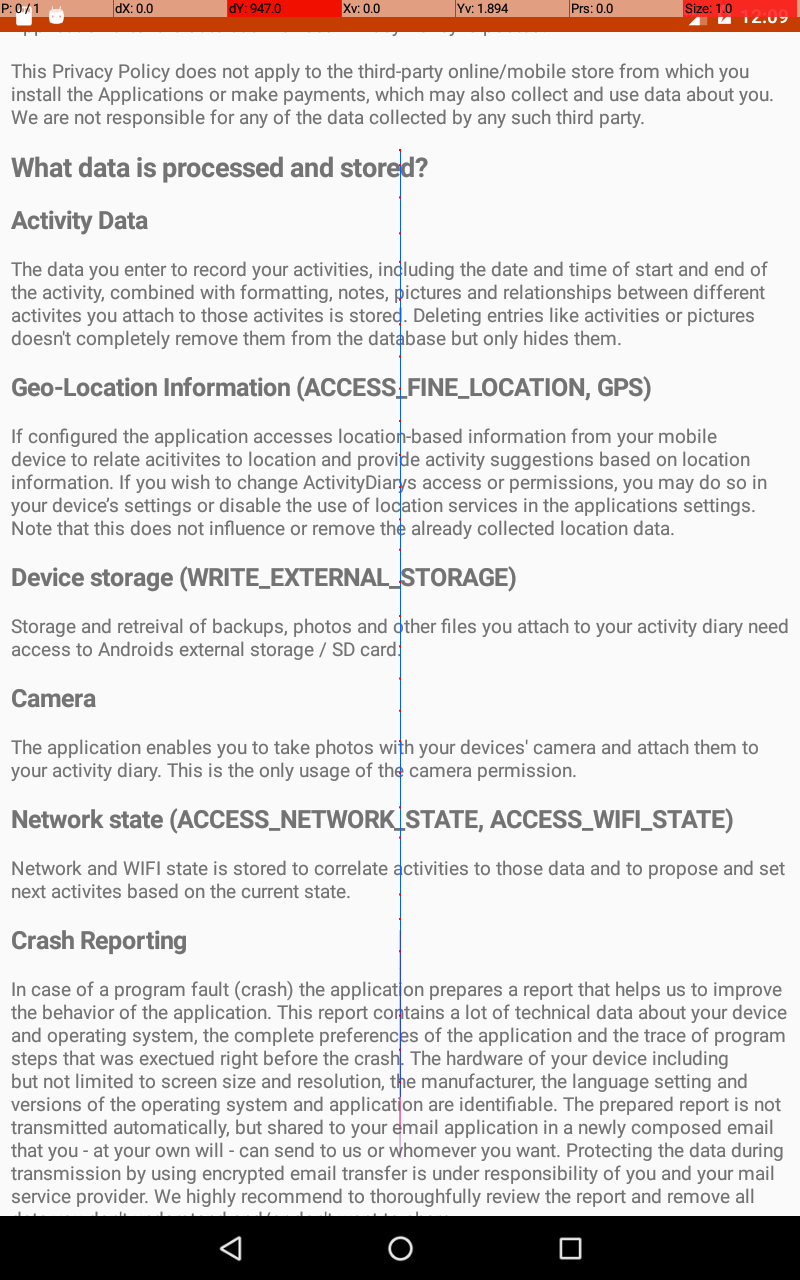 P: 0 / 1 dX: 0.0 dY: 947.0 Xv: 0.0 Yv: 1.894 Prs: 0.0 Size: 1.0
12:09
This Privacy Policy does not apply to the third-party online/mobile store from which you
install the Applications or make payments, which may also collect and use data about you.
We are not responsible for any of the data collected by any such third party.
What data is processed and stored?
Activity Data
The data you enter to record your activities, including the date and time of start and end of
the activity, combined with formatting, notes, pictures and relationships between different
activites you attach to those activites is stored. Deleting entries like activities or pictures
doesn't completely remove them from the database but only hides them.
Geo-Location Information (ACCESS_FINE_LOCATION, GPS)
If configured the application accesses location-based information from your mobile
device to relate acitivites to location and provide activity suggestions based on location
information. If you wish to change ActivityDiarys access or permissions, you may do so in
your device’s settings or disable the use of location services in the applications settings.
Note that this does not influence or remove the already collected location data.
Device storage (WRITE_EXTERNAL_STORAGE)
Storage and retreival of backups, photos and other files you attach to your activity diary need
access to Androids external storage / SD card.
Camera
The application enables you to take photos with your devices' camera and attach them to
your activity diary. This is the only usage of the camera permission.
Network state (ACCESS_NETWORK_STATE, ACCESS_WIFI_STATE)
Network and WIFI state is stored to correlate activities to those data and to propose and set
next activites based on the current state.
Crash Reporting
In case of a program fault (crash) the application prepares a report that helps us to improve
the behavior of the application. This report contains a lot of technical data about your device
and operating system, the complete preferences of the application and the trace of program
steps that was exectued right before the crash. The hardware of your device including
but not limited to screen size and resolution, the manufacturer, the language setting and
versions of the operating system and application are identifiable. The prepared report is not
transmitted automatically, but shared to your email application in a newly composed email
that you - at your own will - can send to us or whomever you want. Protecting the data during
transmission by using encrypted email transfer is under responsibility of you and your mail
service provider. We highly recommend to thoroughfully review the report and remove all